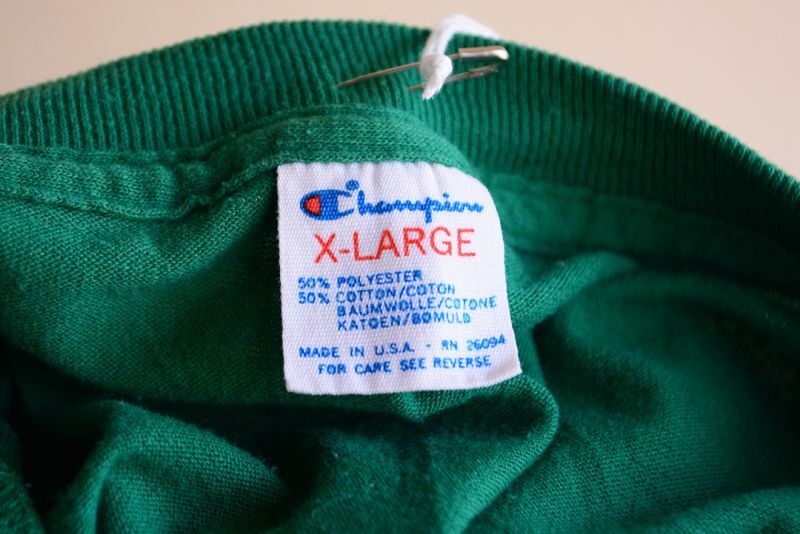 Champion
X-LARGE
50% POLYESTER
50% COTTON/COTON
BAUMWOLLE/COTONE
KATOEN/BOMULD
MADE IN U.S.A. - RN 26094
FOR CARE SEE REVERSE